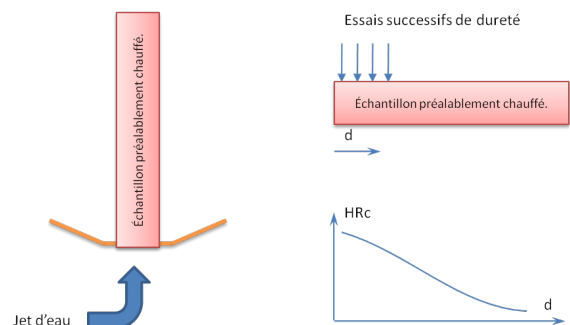 Échantillon préalablement chauffé.
Jet d'eau
Essais successifs de dureté
Échantillon préalablement chauffé.
d
HRc
d